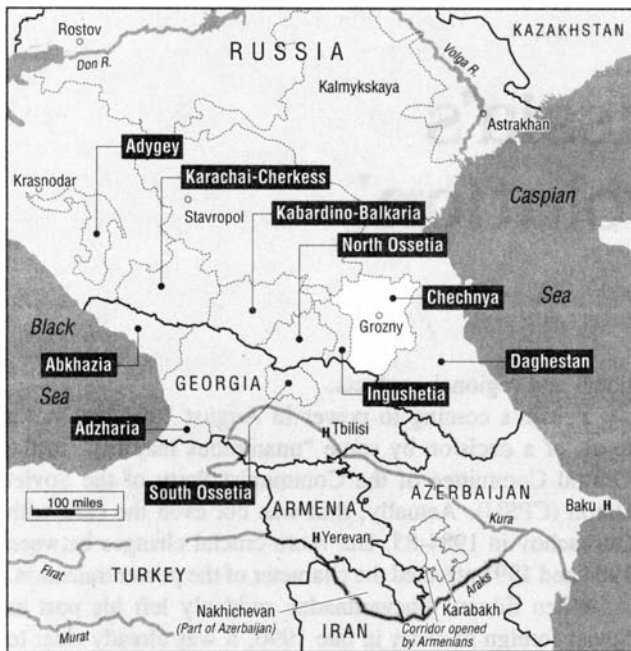 Rostov
RUSSIA
KAZAKHSTAN
Don R.
Volga R.
Kalmykskaya
Astrakhan
Adygey
Krasnodar
Karachai-Cherkess
Stavropol
Kabardino-Balkaria
Caspian
North Ossetia
Chechnya
Sea
Grozny
Black
Abkhazia
Daghestan
Sea
GEORGIA
Ingushetia
Adzharia
Tbilisi
100 miles
South Ossetia
AZERBAIJAN
ARMENIA
Baku
Kura
Yerevan
TURKEY
Araks
Murat
Nakhichevan
(Part of Azerbaijan)
Karabakh
IRAN
Corridor opened
by Armenians